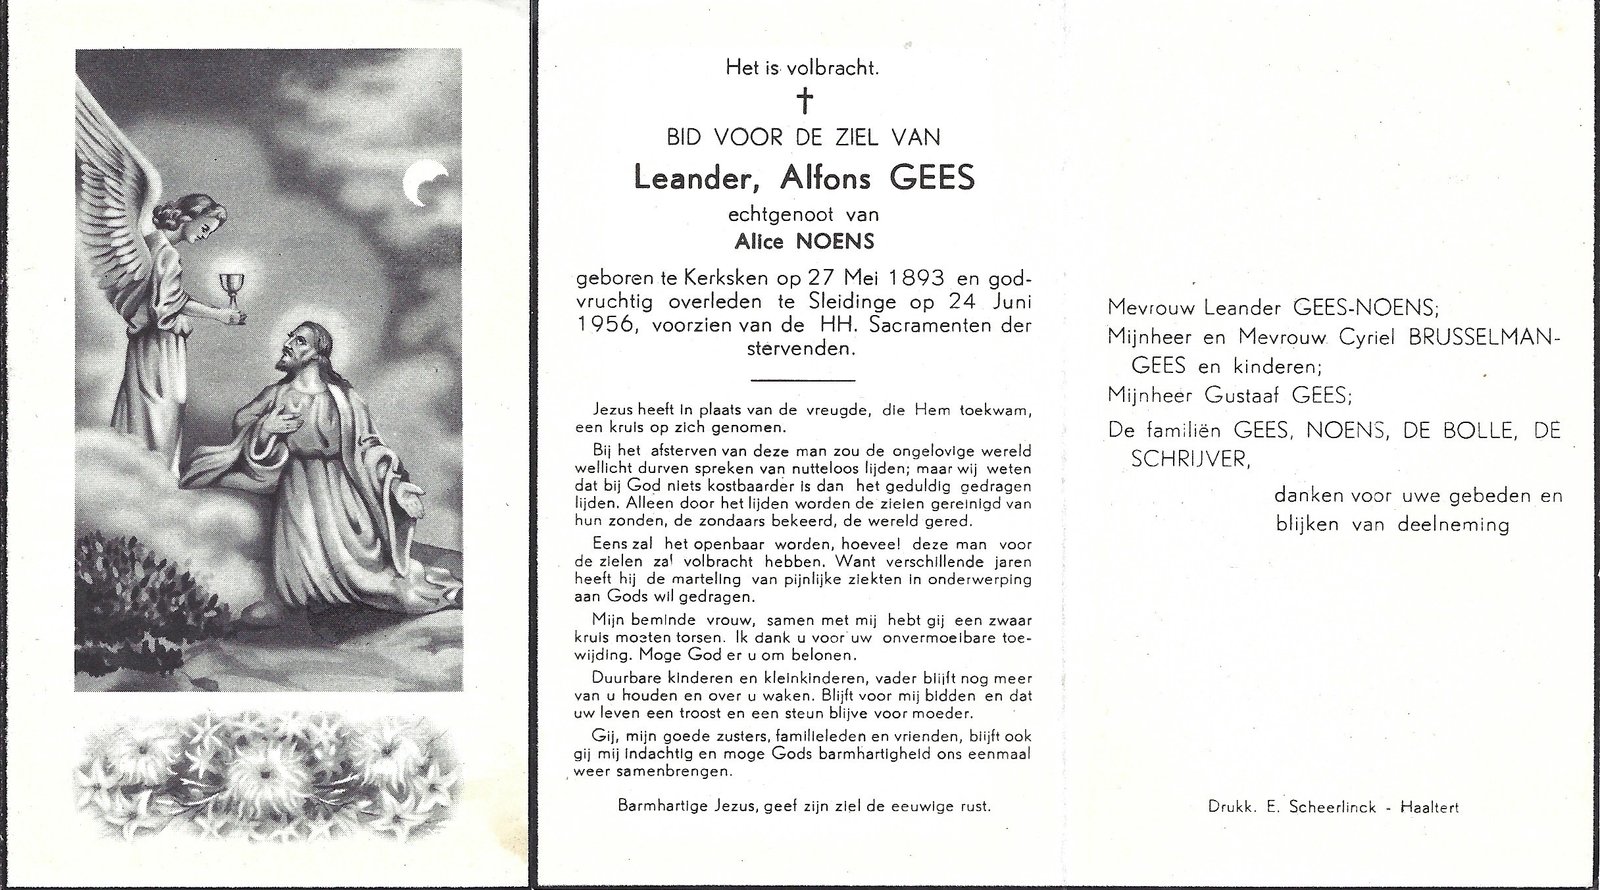 Het is volbracht.
✝
BID VOOR DE ZIEL VAN
Leander, Alfons GEES
echtgenoot van
Alice NOENS
geboren te Kerksken op 27 Mei 1893 en god-
vruchtig overleden te Sleidinge op 24 Juni
1956, voorzien van de HH. Sacramenten der
stervenden.
Jezus heeft in plaats van de vreugde, die Hem toekwam,
een kruis op zich genomen.
Bij het afsterven van deze man zou de ongelovige wereld
wellicht durven spreken van nutteloos lijden; maar wij weten
dat bij God niets kostbaarder is dan het geduldig gedragen
lijden. Alleen door het lijden worden de zielen gereinigd van
hun zonden, de zondaars bekeerd, de wereld gered.
Eens zal het openbaar worden, hoeveel deze man voor
de zielen zal volbracht hebben. Want verschillende jaren
heeft hij de marteling van pijnlijke ziekten in onderwerping
aan Gods wil gedragen.
Mijn beminde vrouw, samen met mij hebt gij een zwaar
kruis moeten torsen. Ik dank u voor uw onvermoeibare toe-
wijding. Moge God er u om belonen.
Duurbare kinderen en kleinkinderen, vader blijft nog meer
van u houden en over u waken. Blijft voor mij bidden en dat
uw leven een troost en een steun blijve voor moeder.
Gij, mijn goede zusters, familieleden en vrienden, blijft ook
gij mij indachtig en moge Gods barmhartigheid ons eenmaal
weer samenbrengen.
Barmhartige Jezus, geef zijn ziel de eeuwige rust.
Mevrouw Leander GEES-NOENS;
Mijnheer en Mevrouw Cyriel BRUSSELMAN-
GEES en kinderen;
Mijnheer Gustaaf GEES;
De familiën GEES, NOENS, DE BOLLE, DE
SCHRIJVER,
danken voor uwe gebeden en
blijken van deelneming
Drukk. E. Scheerlinck - Haaltert